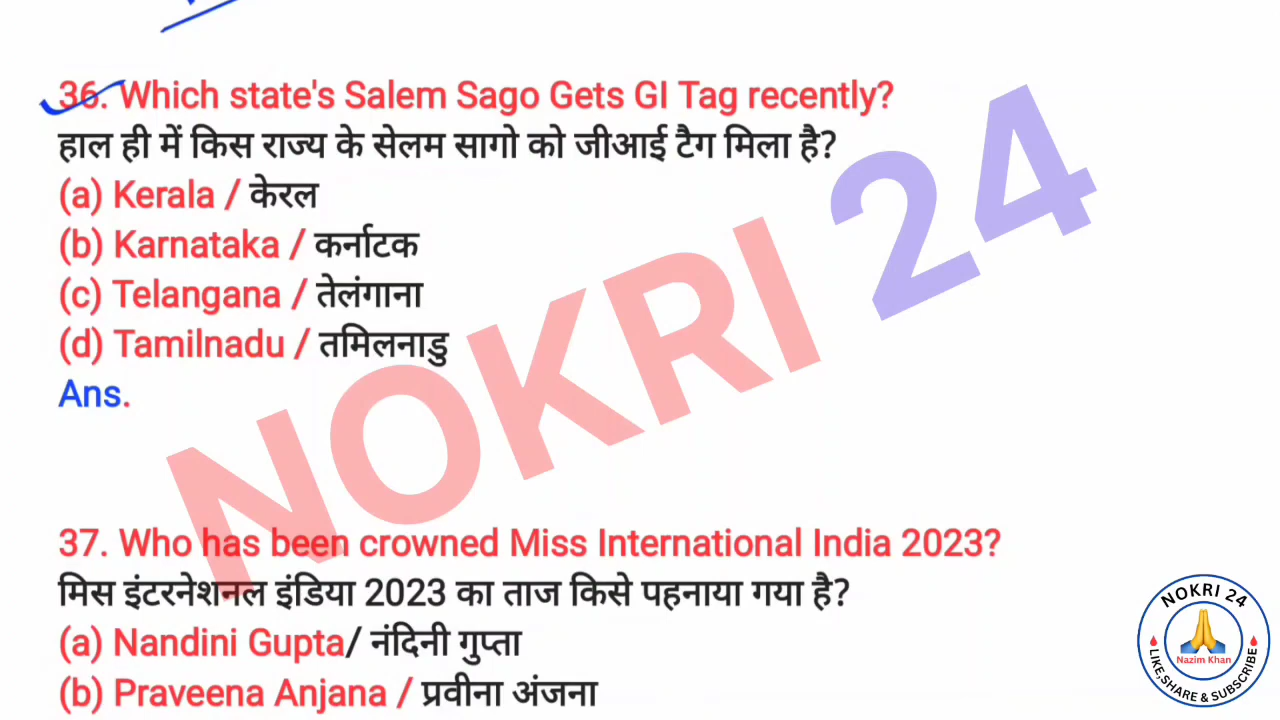 36. Which state's Salem Sago Gets GI Tag recently?
हाल ही में किस राज्य के सेलम सागो को जीआई टैग मिला है?
(a) Kerala / केरल
(b) Karnataka / कर्नाटक
(c) Telangana / तेलंगाना
(d) Tamilnadu / तमिलनाडु
Ans.
NOKRI 24
37. Who has been crowned Miss International India 2023?
मिस इंटरनेशनल इंडिया 2023 का ताज किसे पहनाया गया है?
(a) Nandini Gupta/ नंदिनी गुप्ता
(b) Praveena Anjana / प्रवीना अंजना
NOKRI 24
Nazim Khan
LIKE,SHARE & SUBSCRIBE